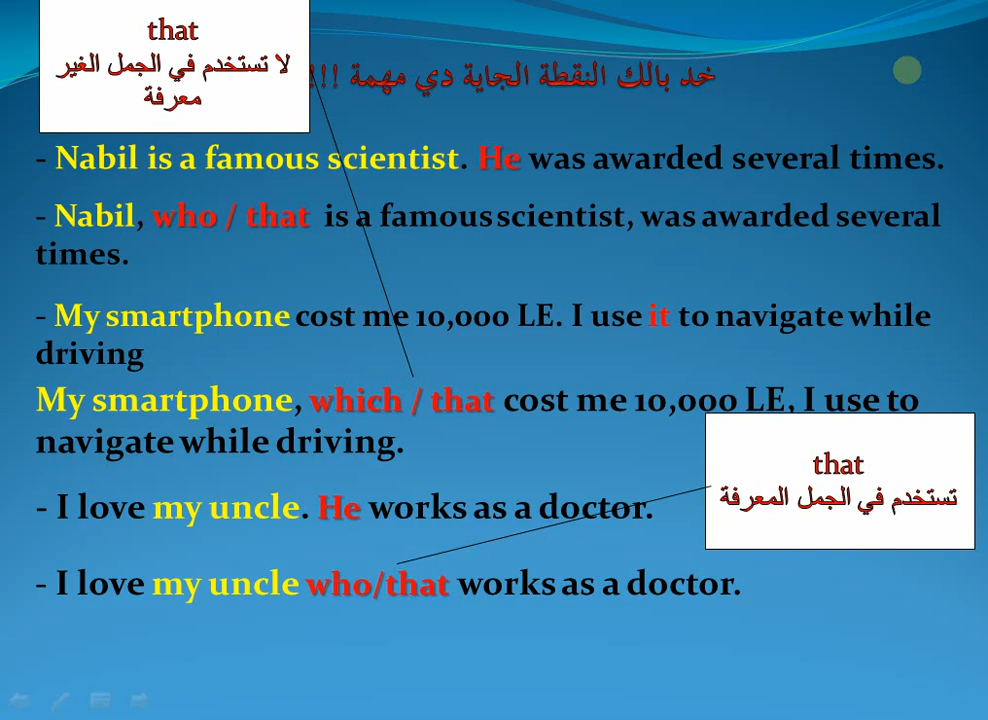 that
لا تستخدم في الجمل الغير
معرفة
خد بالك النقطة الجاية دي مهمة !!!
- Nabil is a famous scientist. He was awarded several times.
- Nabil, who / that is a famous scientist, was awarded several
times.
- My smartphone cost me 10,000 LE. I use it to navigate while
driving
My smartphone, which / that cost me 10,000 LE, I use to
navigate while driving.
that
تستخدم في الجمل المعرفة
- I love my uncle. He works as a doctor.
- I love my uncle who/that works as a doctor.